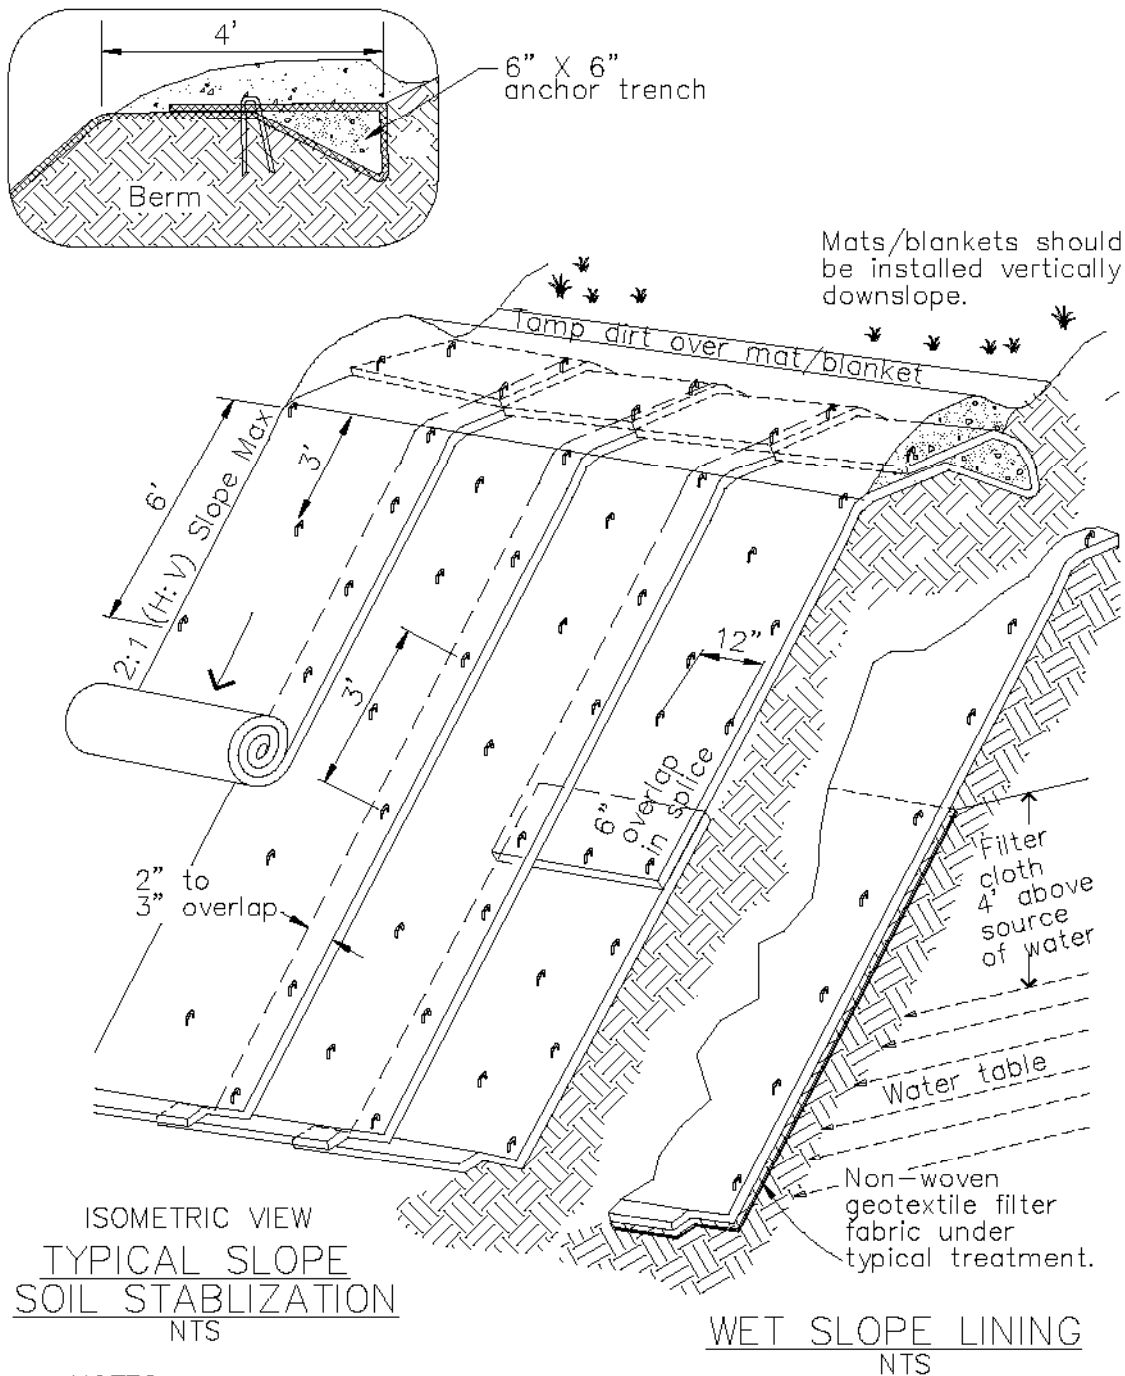 4'
6” X 6”
anchor trench
Berm
Mats/blankets should
be installed vertically
downslope.
Tamp dirt over mat/blanket
6'
3'
2:1 (H:V) Slope Max
12”
3'
6”
overlap
in splice
2” to
3” overlap
Filter
cloth
4' above
source
of water
Water table
Non-woven
geotextile filter
fabric under
typical treatment.
ISOMETRIC VIEW
TYPICAL SLOPE
SOIL STABLIZATION
NTS
WET SLOPE LINING
NTS